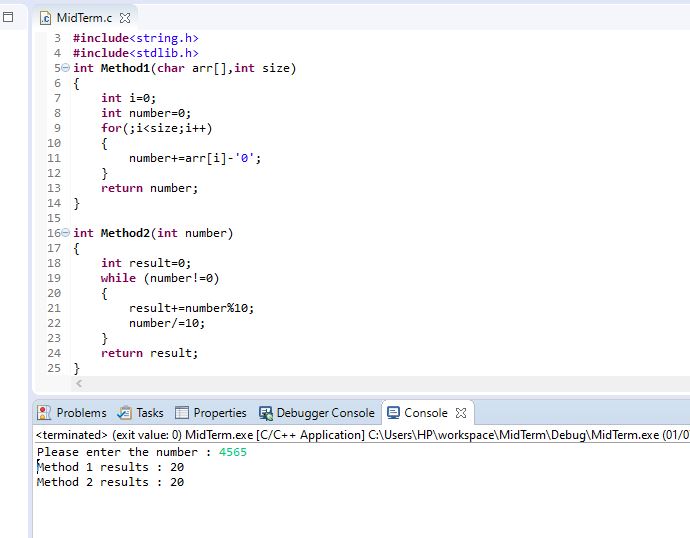 MidTerm.c
3 #include<string.h>
4 #include<stdlib.h>
5 int Method1(char arr[],int size)
6 {
7 int i=0;
8 int number=0;
9 for(;i<size;i++)
10 {
11 number+=arr[i]-'0';
12 }
13 return number;
14 }
15
16 int Method2(int number)
17 {
18 int result=0;
19 while (number!=0)
20 {
21 result+=number%10;
22 number/=10;
23 }
24 return result;
25 }
Problems Tasks Properties Debugger Console Console
<terminated> (exit value: 0) MidTerm.exe [C/C++ Application] C:\Users\HP\workspace\MidTerm\Debug\MidTerm.exe (01/0
Please enter the number : 4565
Method 1 results : 20
Method 2 results : 20